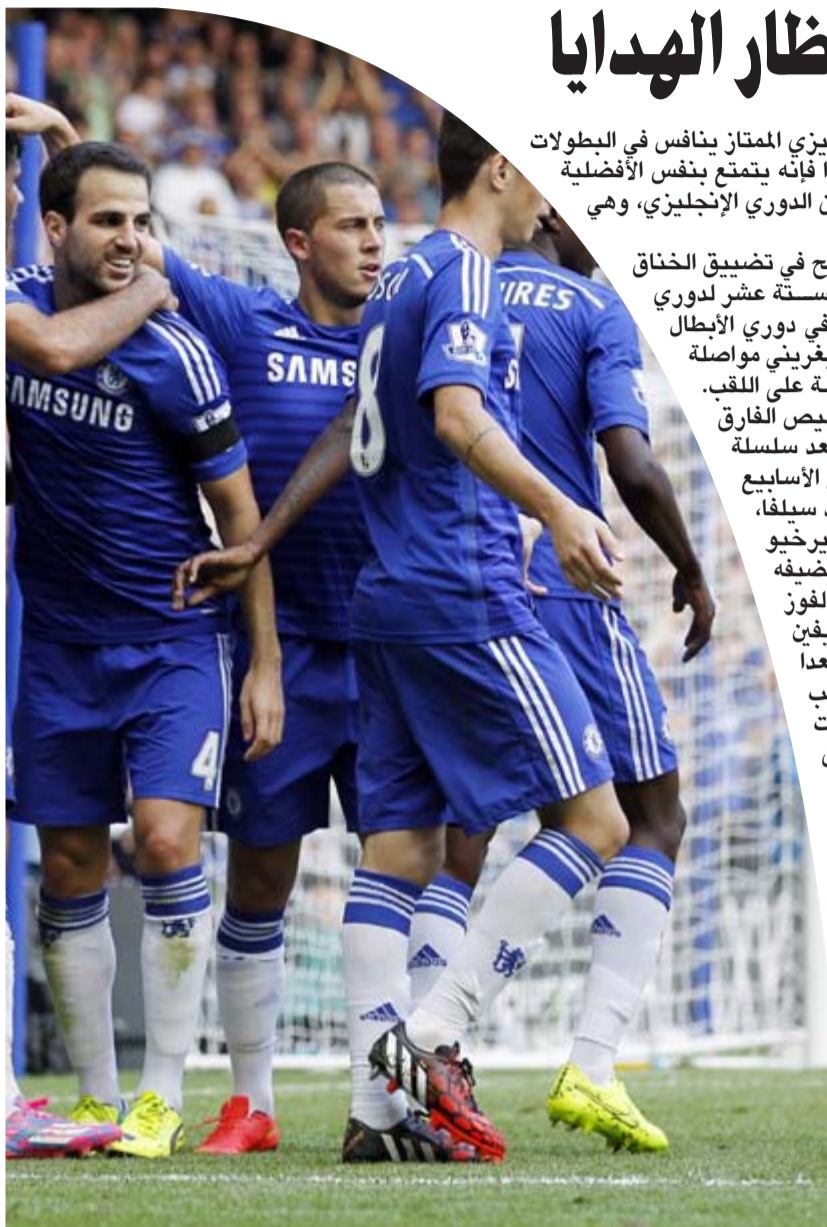 ظار الهدايا
يزي الممتاز ينافس في البطولات
ا فإنه يتمتع بنفس الأفضلية
ن الدوري الإنجليزي، وهي
ح في تضييق الخناق
ستة عشر لدوري
في دوري الأبطال
يغريني مواصلة
ة على اللقب.
يص الفارق
عد سلسلة
الأسابيع
سيلفا،
يرخيو
ضيفه
لفوز
يفين
عدا
ب
ت
SAMSUNG
SAMS
8
IRES
4